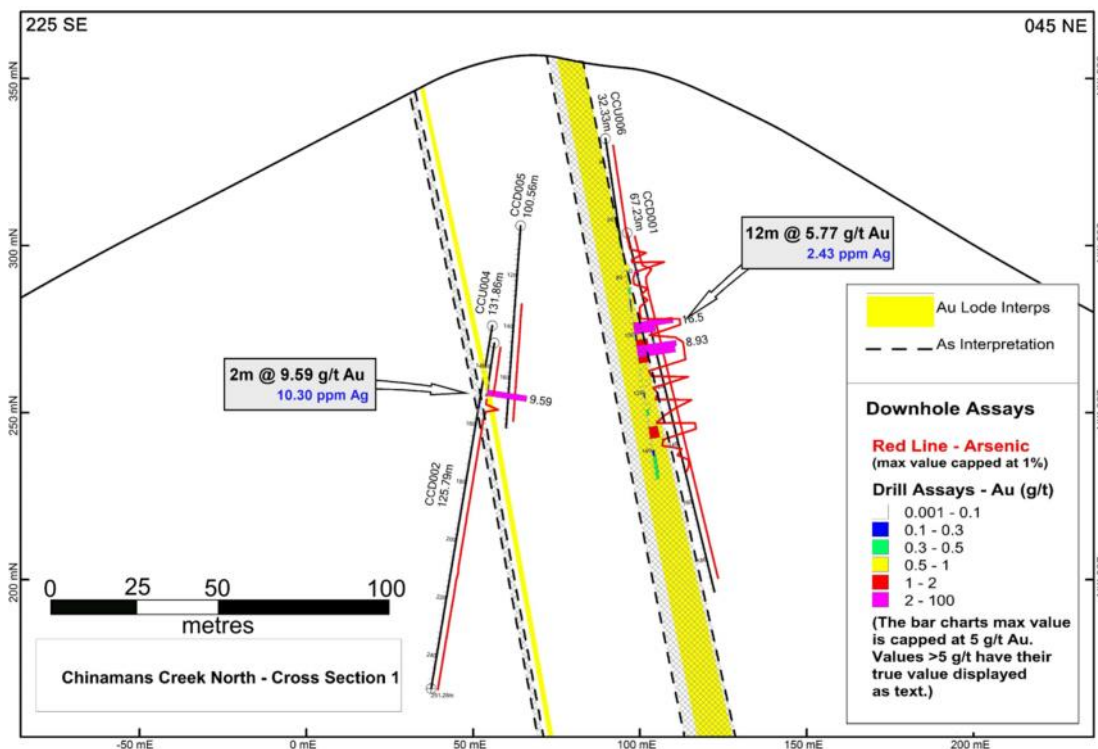 225 SE
045 NE
350 mN
300 mN
250 mN
200 mN
CCU006
32.33m
CCD001
67.23m
CCD005
100.56m
CCU004
131.86m
CCD002
125.79m
12m @ 5.77 g/t Au
2.43 ppm Ag
16.5
8.93
2m @ 9.59 g/t Au
10.30 ppm Ag
9.59
Au Lode Interps
As Interpretation
Downhole Assays
Red Line - Arsenic
(max value capped at 1%)
Drill Assays - Au (g/t)
0.001 - 0.1
0.1 - 0.3
0.3 - 0.5
0.5 - 1
1 - 2
2 - 100
(The bar charts max value
is capped at 5 g/t Au.
Values >5 g/t have their
true value displayed
as text.)
0 25 50 100
metres
Chinamans Creek North - Cross Section 1
-50 mE 0 mE 50 mE 100 mE 150 mE 200 mE